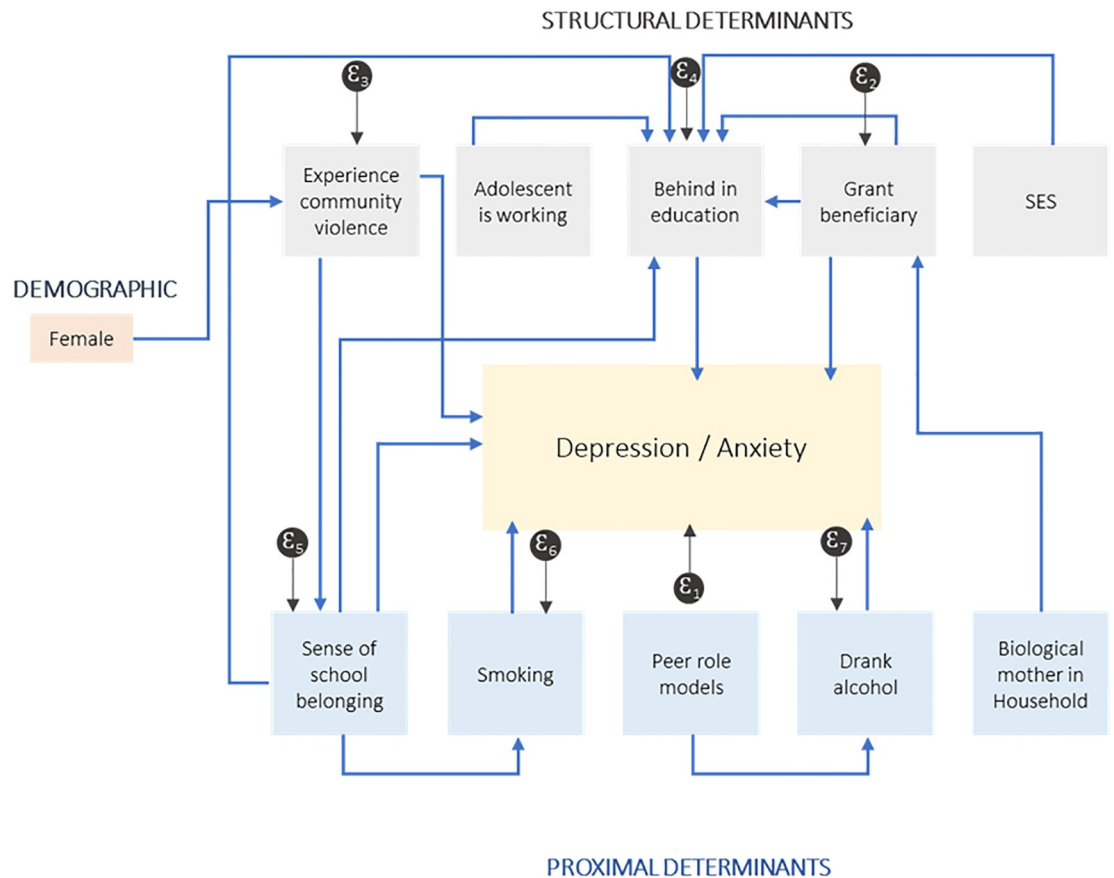 STRUCTURAL DETERMINANTS
ε3
ε4
ε2
Experience
community
violence
Adolescent
is working
Behind in
education
Grant
beneficiary
SES
DEMOGRAPHIC
Female
Depression / Anxiety
ε5
ε6
ε1
ε7
Sense of
school
belonging
Smoking
Peer role
models
Drank
alcohol
Biological
mother in
Household
PROXIMAL DETERMINANTS